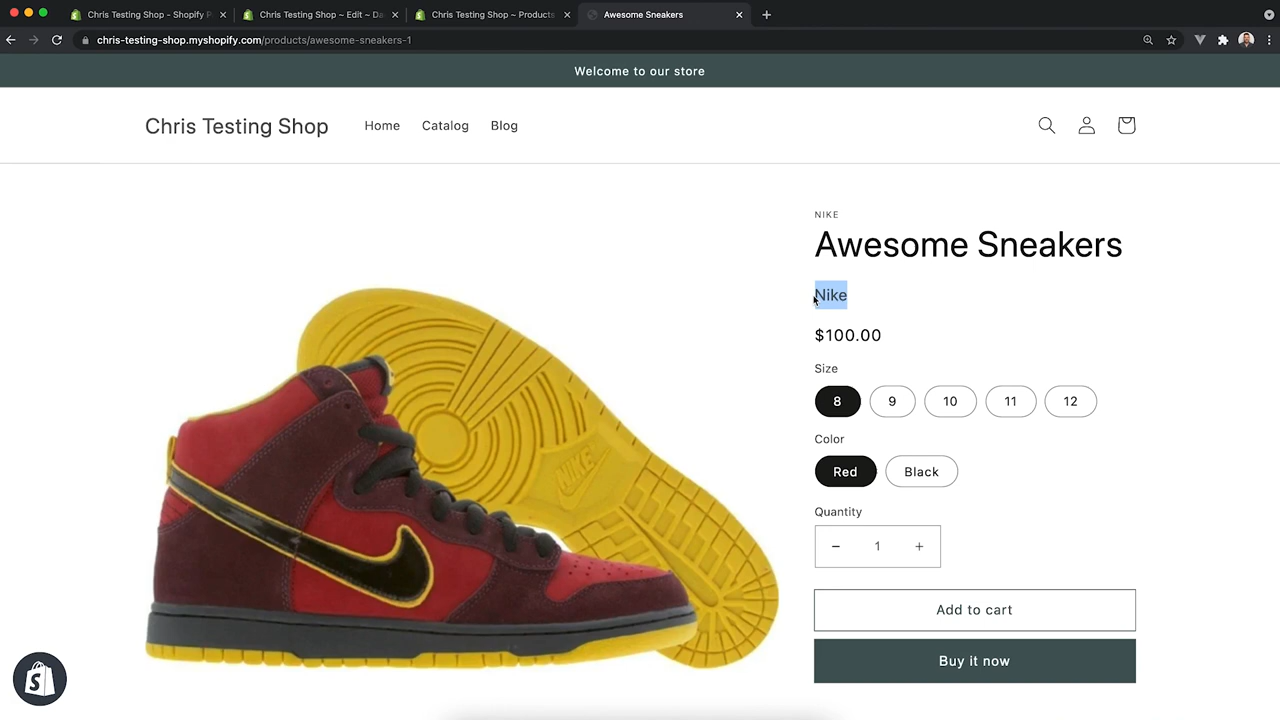 Chris Testing Shop - Shopify P
Chris Testing Shop ~ Edit ~ Da
Chris Testing Shop ~ Products
Awesome Sneakers
chris-testing-shop.myshopify.com/products/awesome-sneakers-1
Welcome to our store
Chris Testing Shop
Home
Catalog
Blog
NIKE
Awesome Sneakers
Nike
$100.00
Size
8
9
10
11
12
Color
Red
Black
Quantity
1
Add to cart
Buy it now
NIKE